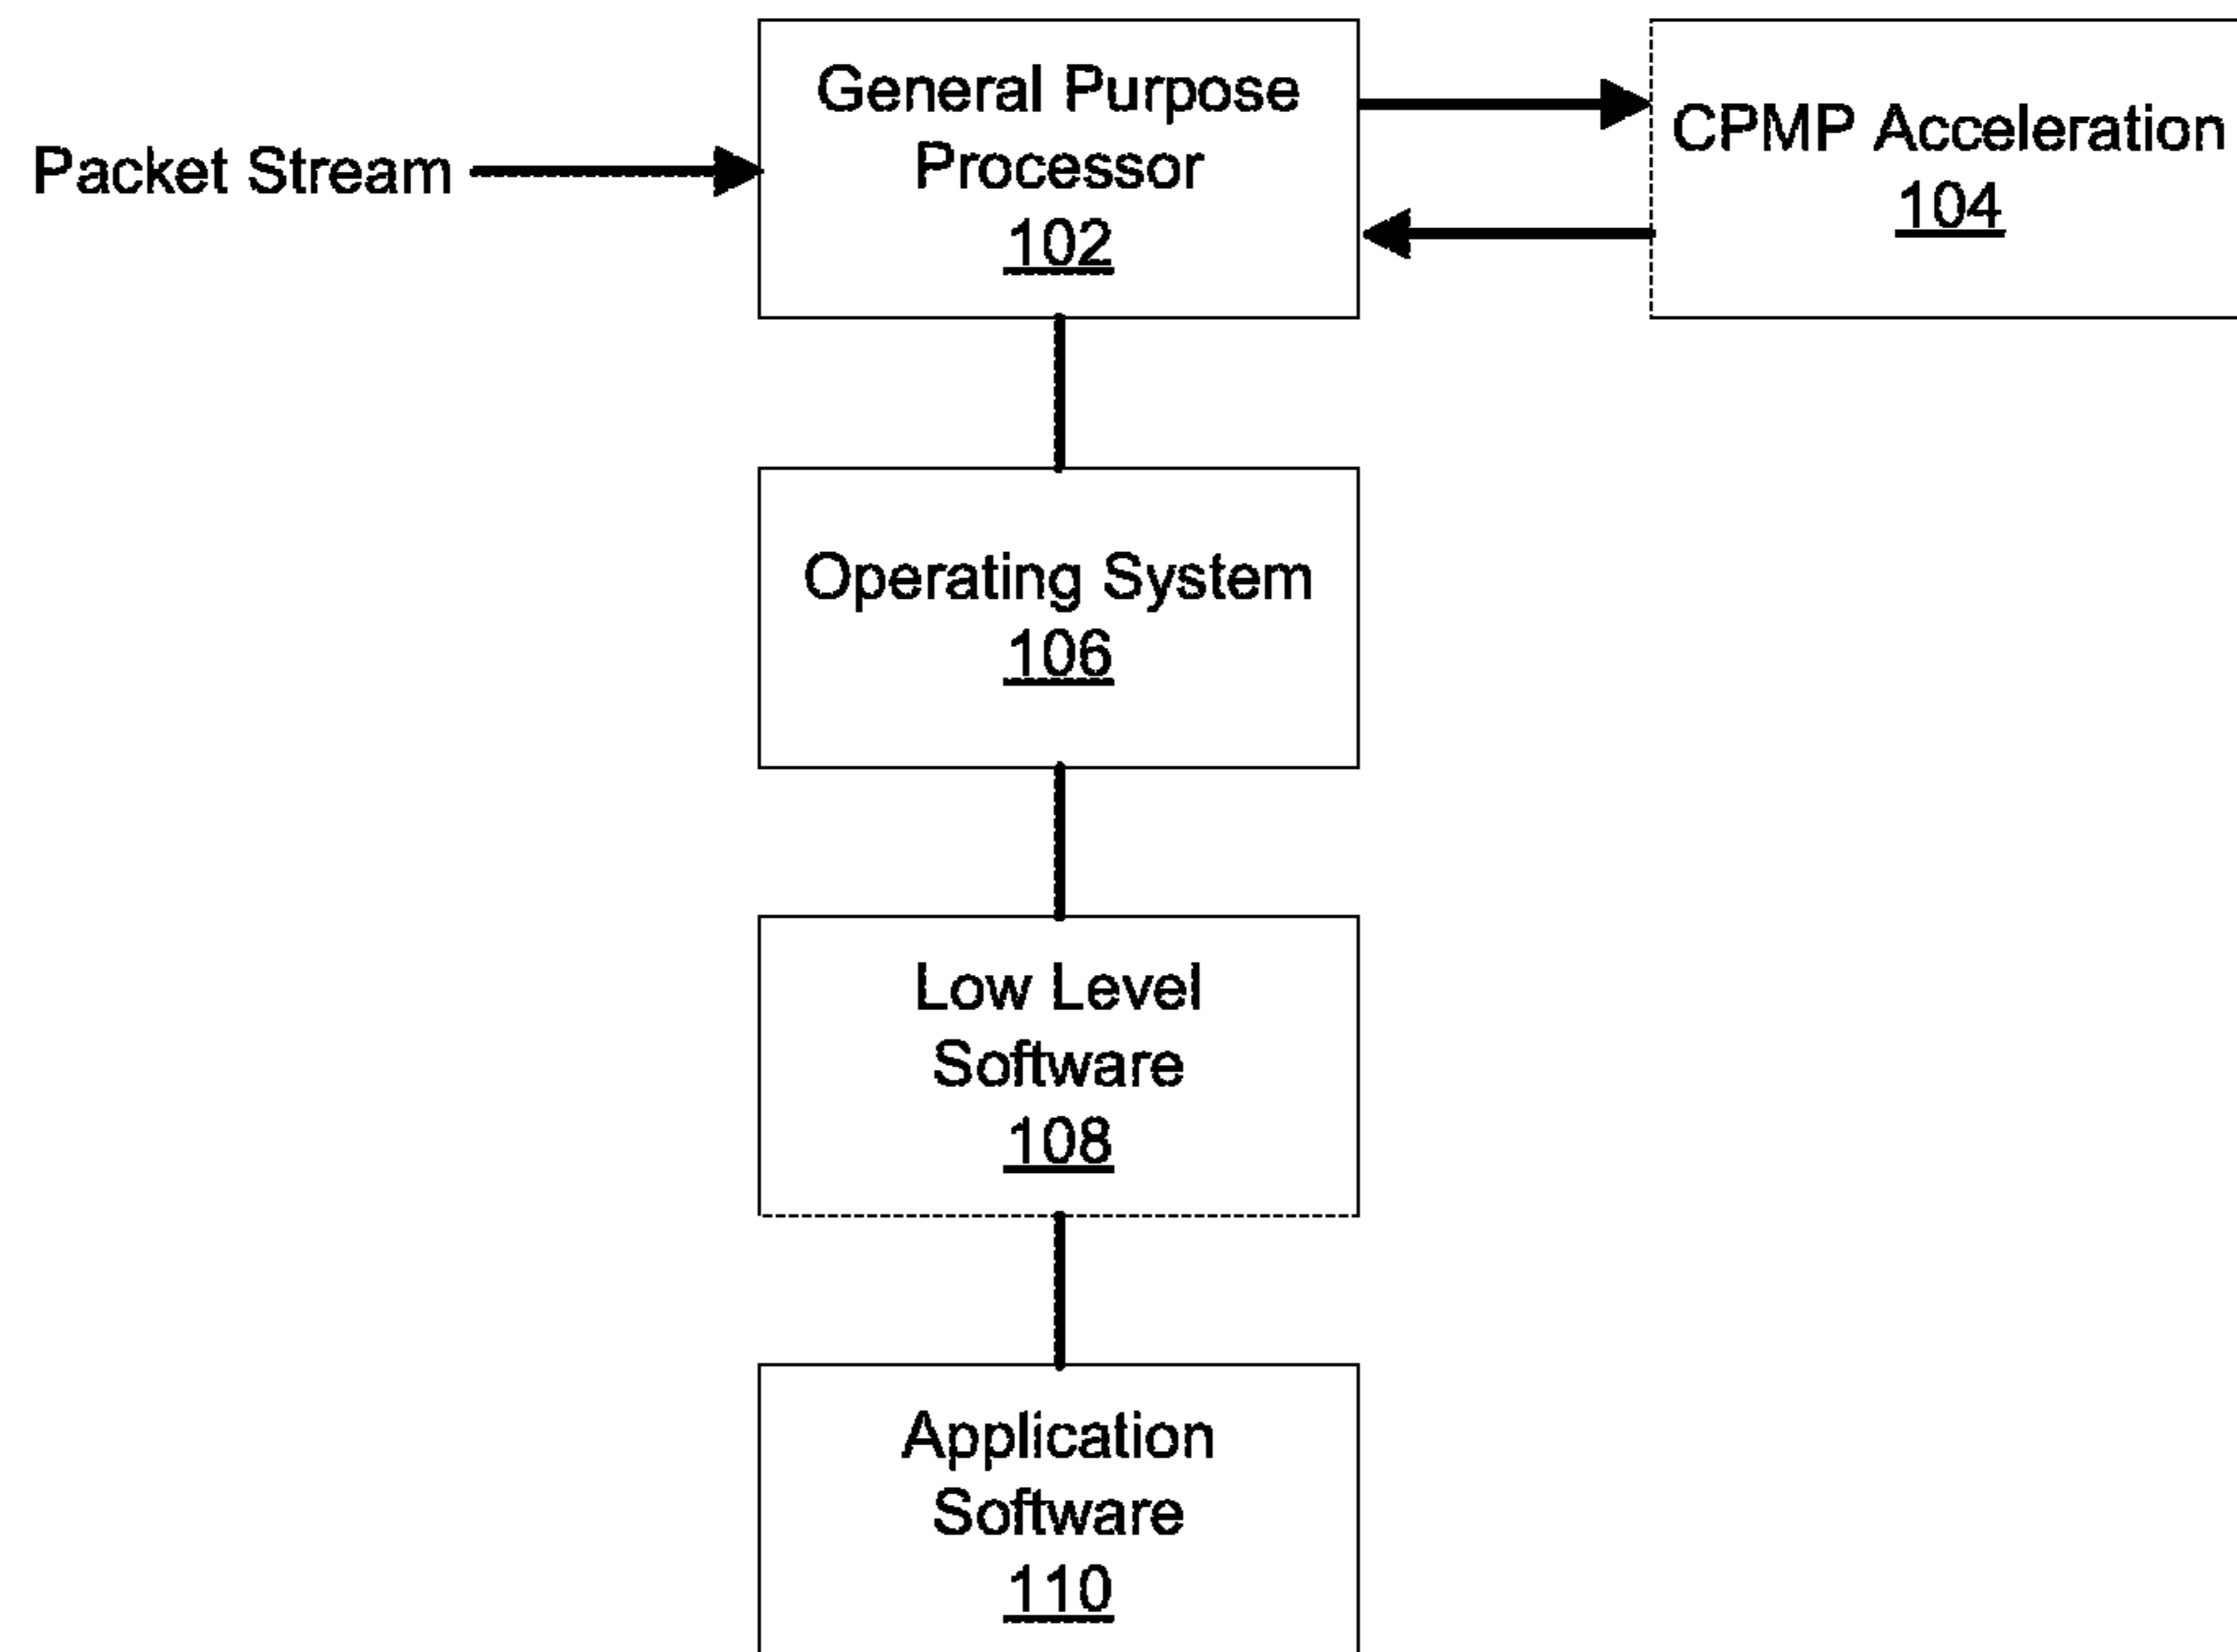 Packet Stream
General Purpose
Processor
102
CPMP Acceleration
104
Operating System
106
Low Level
Software
108
Application
Software
110